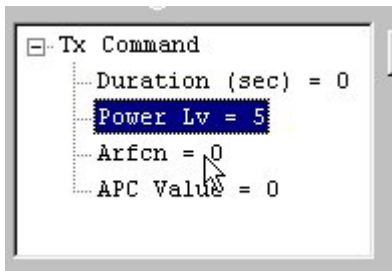 Tx Command
Duration (sec) = 0
Power Lv = 5
Arfcn = 0
APC Value = 0